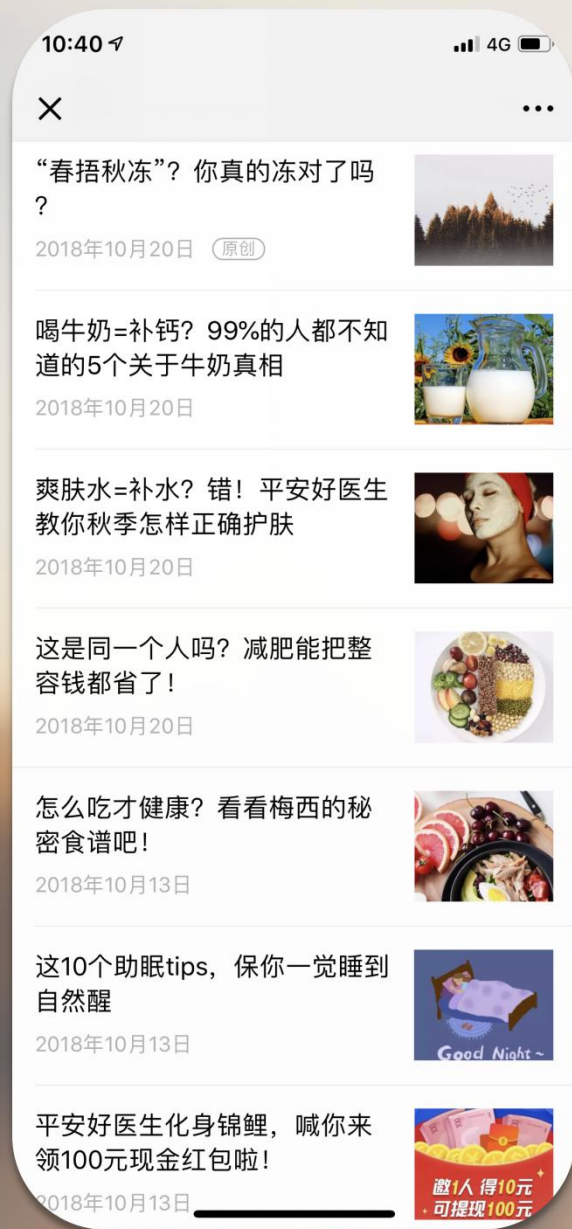 10:40
4G
“春捂秋冻”？你真的冻对了吗
？
2018年10月20日 原创
喝牛奶=补钙？99%的人都不知
道的5个关于牛奶真相
2018年10月20日
爽肤水=补水？错！平安好医生
教你秋季怎样正确护肤
2018年10月20日
这是同一个人吗？减肥能把整
容钱都省了！
2018年10月20日
怎么吃才健康？看看梅西的秘
密食谱吧！
2018年10月13日
这10个助眠tips，保你一觉睡到
自然醒
2018年10月13日
Good Night~
平安好医生化身锦鲤，喊你来
领100元现金红包啦！
2018年10月13日
邀1人 得10元
可提现100元